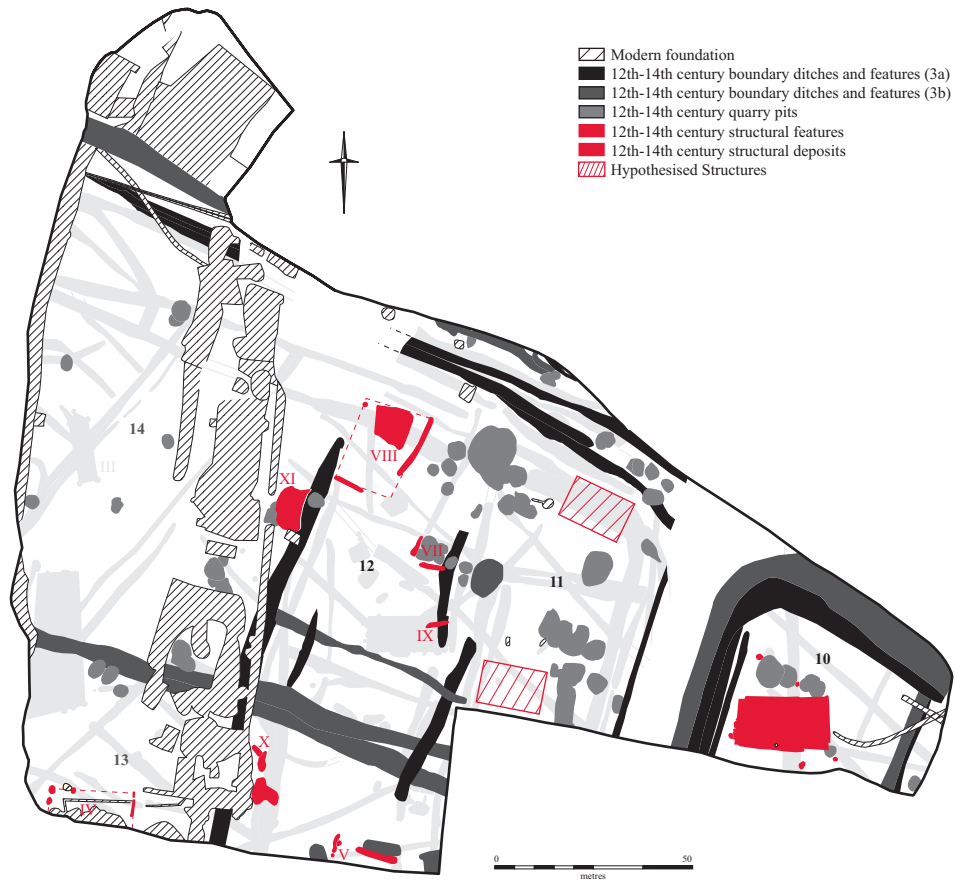 Modern foundation
12th-14th century boundary ditches and features (3a)
12th-14th century boundary ditches and features (3b)
12th-14th century quarry pits
12th-14th century structural features
12th-14th century structural deposits
Hypothesised Structures
14
III
VIII
XI
VII
12
11
IX
10
X
13
IV
V
0 50
metres